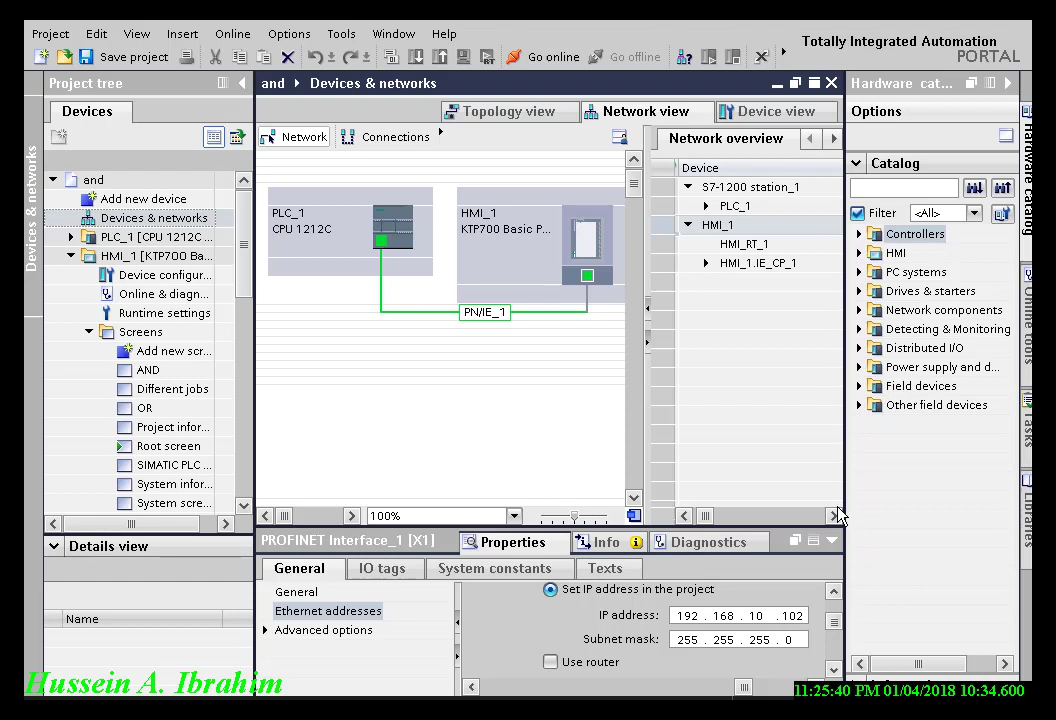 Project Edit View Insert Online Options Tools Window Help
Totally Integrated Automation
PORTAL
Save project Go online Go offline
Project tree
Devices
and
Add new device
Devices & networks
PLC_1 [CPU 1212C ...
HMI_1 [KTP700 Ba...
Device configur...
Online & diagn...
Runtime settings
Screens
Add new scr...
AND
Different jobs
OR
Project infor...
Root screen
SIMATIC PLC ...
System infor...
System scre...
Details view
Name
Devices & networks
and Devices & networks
Topology view Network view Device view
Network Connections
PLC_1
CPU 1212C
HMI_1
KTP700 Basic P...
PN/IE_1
100%
Network overview
Device
S7-1200 station_1
PLC_1
HMI_1
HMI_RT_1
HMI_1.IE_CP_1
PROFINET Interface_1 [X1] Properties Info Diagnostics
General IO tags System constants Texts
General
Ethernet addresses
Advanced options
Set IP address in the project
IP address: 192 . 168 . 10 .102
Subnet mask: 255 . 255 . 255 . 0
Use router
Hardware cat...
Options
Catalog
Filter <All>
Controllers
HMI
PC systems
Drives & starters
Network components
Detecting & Monitoring
Distributed I/O
Power supply and d...
Field devices
Other field devices
Hardware catalog
Online tools
Tasks
Libraries
Hussein A. Ibrahim
11:25:40 PM 01/04/2018 10:34.600